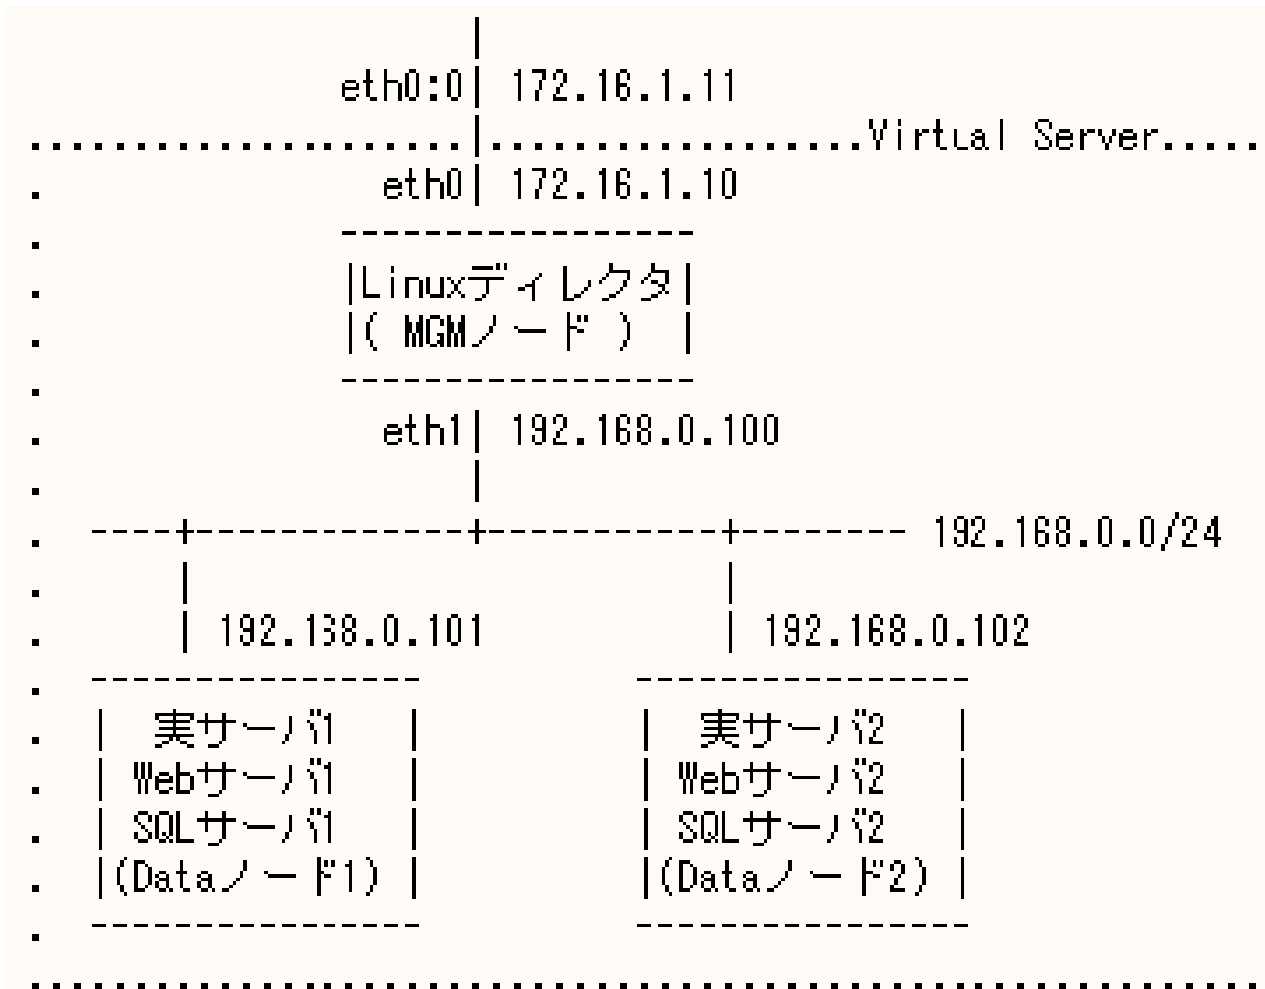 |
eth0:0| 172.16.1.11
.....................|..................Virtual Server.....
. eth0| 172.16.1.10
. -----------------
. |Linuxディレクタ|
. |( MGMノード ) |
. -----------------
. eth1| 192.168.0.100
. |
. ----+-------------+-----------+-------- 192.168.0.0/24
. | |
. | 192.168.0.101 | 192.168.0.102
. ---------------- ----------------
. | 実サーバ1 | | 実サーバ2 |
. | Webサーバ1 | | Webサーバ2 |
. | SQLサーバ1 | | SQLサーバ2 |
. |(Dataノード1) | |(Dataノード2) |
. ---------------- ----------------
...........................................................